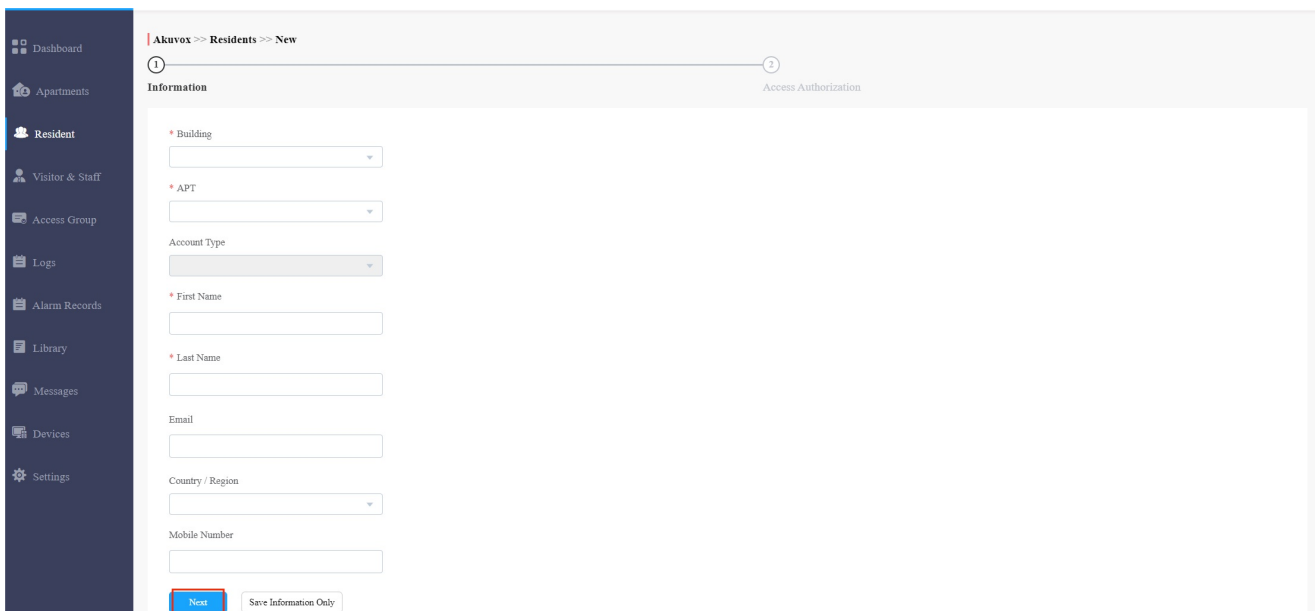 Dashboard
Apartments
Resident
Visitor & Staff
Access Group
Logs
Alarm Records
Library
Messages
Devices
Settings
Akuvox >> Residents >> New
1
2
Information
Access Authorization
* Building
* APT
Account Type
* First Name
* Last Name
Email
Country / Region
Mobile Number
Next
Save Information Only